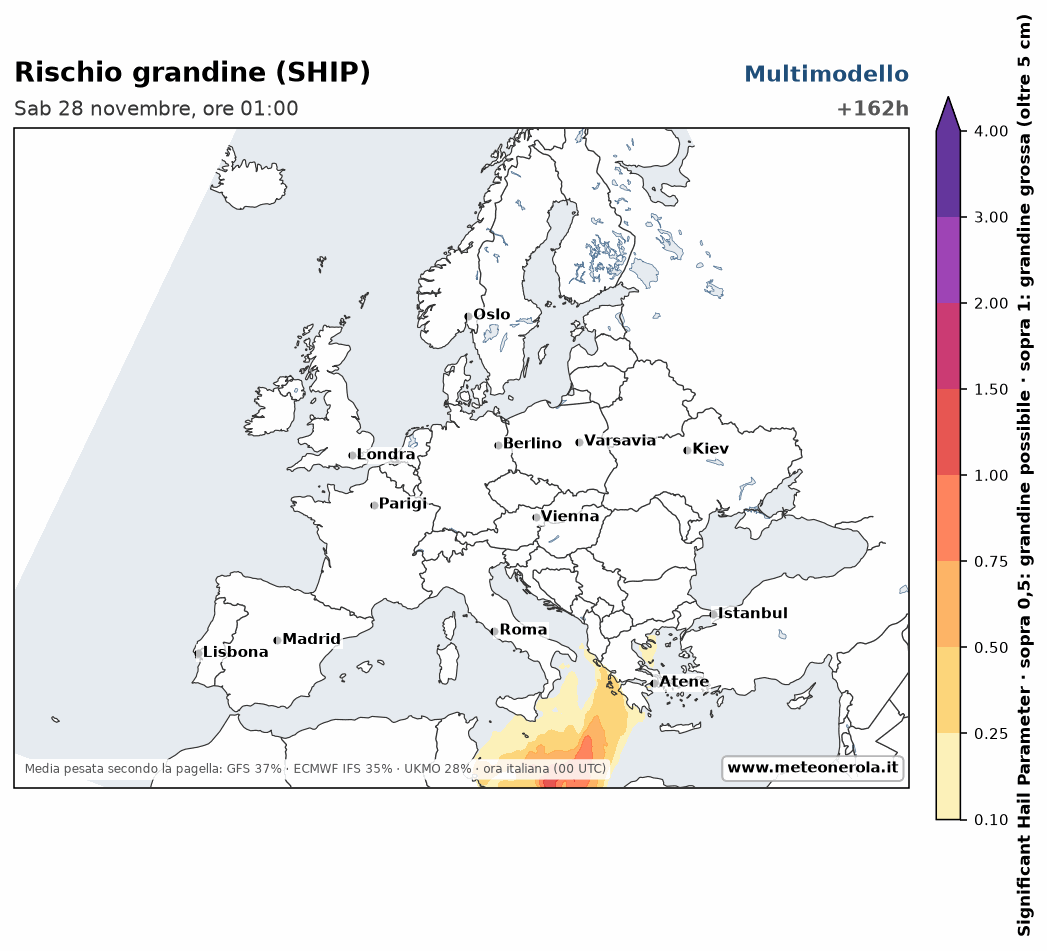 Rischio grandine (SHIP)
Multimodello
Sab 28 novembre, ore 01:00
+162h
Oslo
Londra
Berlino
Varsavia
Kiev
Parigi
Vienna
Istanbul
Roma
Madrid
Lisbona
Atene
Media pesata secondo la pagella: GFS 37% · ECMWF IFS 35% · UKMO 28% · ora italiana (00 UTC)
www.meteonerola.it
4.00
3.00
2.00
1.50
1.00
0.75
0.50
0.25
0.10
Significant Hail Parameter · sopra 0,5: grandine possibile · sopra 1: grandine grossa (oltre 5 cm)